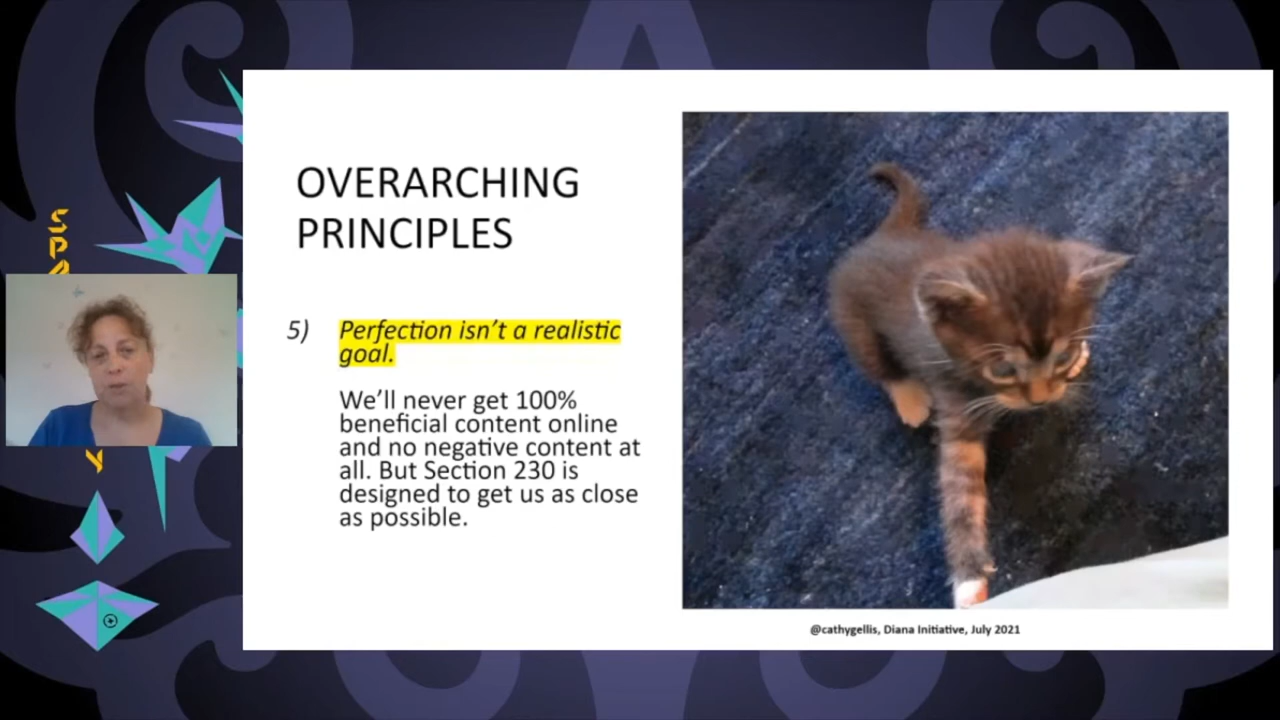 OVERARCHING
PRINCIPLES
5) Perfection isn’t a realistic
goal.
We’ll never get 100%
beneficial content online
and no negative content at
all. But Section 230 is
designed to get us as close
as possible.
@cathygellis, Diana Initiative, July 2021